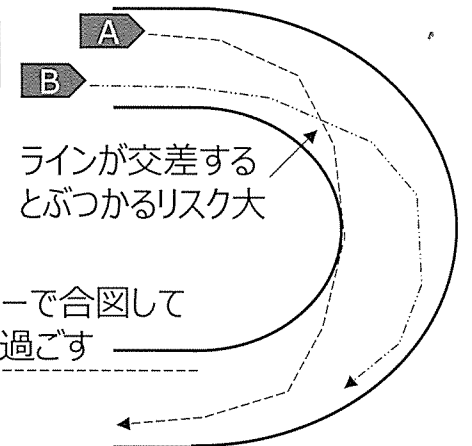 A
B
ラインが交差する
とぶつかるリスク大
ーで合図して
過ごす